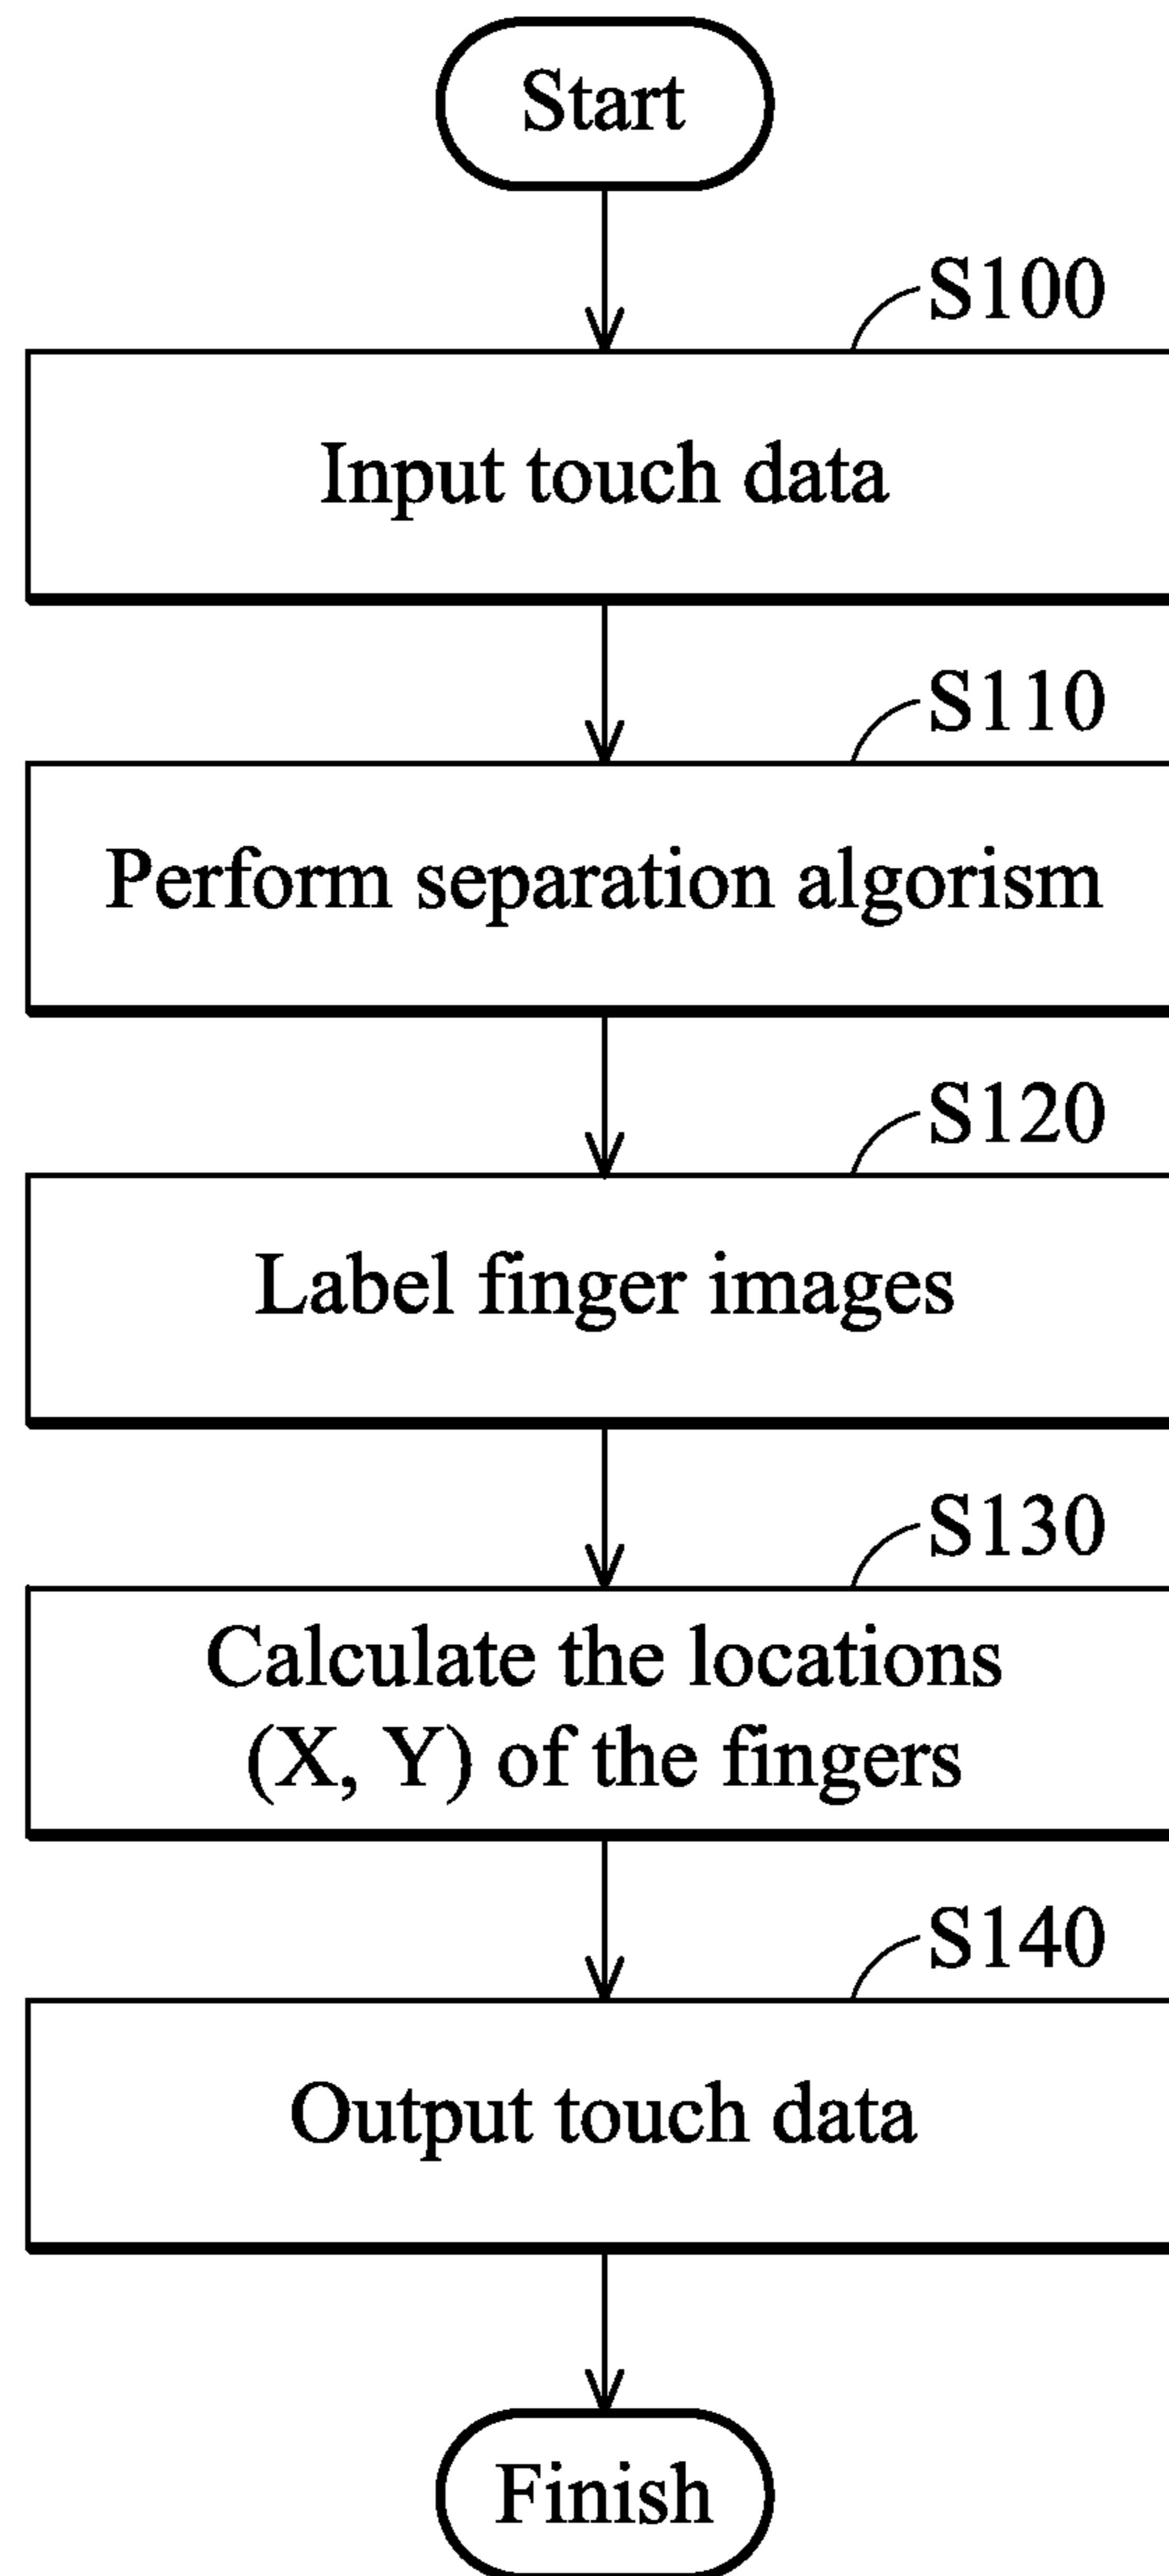 Start
S100
Input touch data
S110
Perform separation algorism
S120
Label finger images
S130
Calculate the locations
(X, Y) of the fingers
S140
Output touch data
Finish